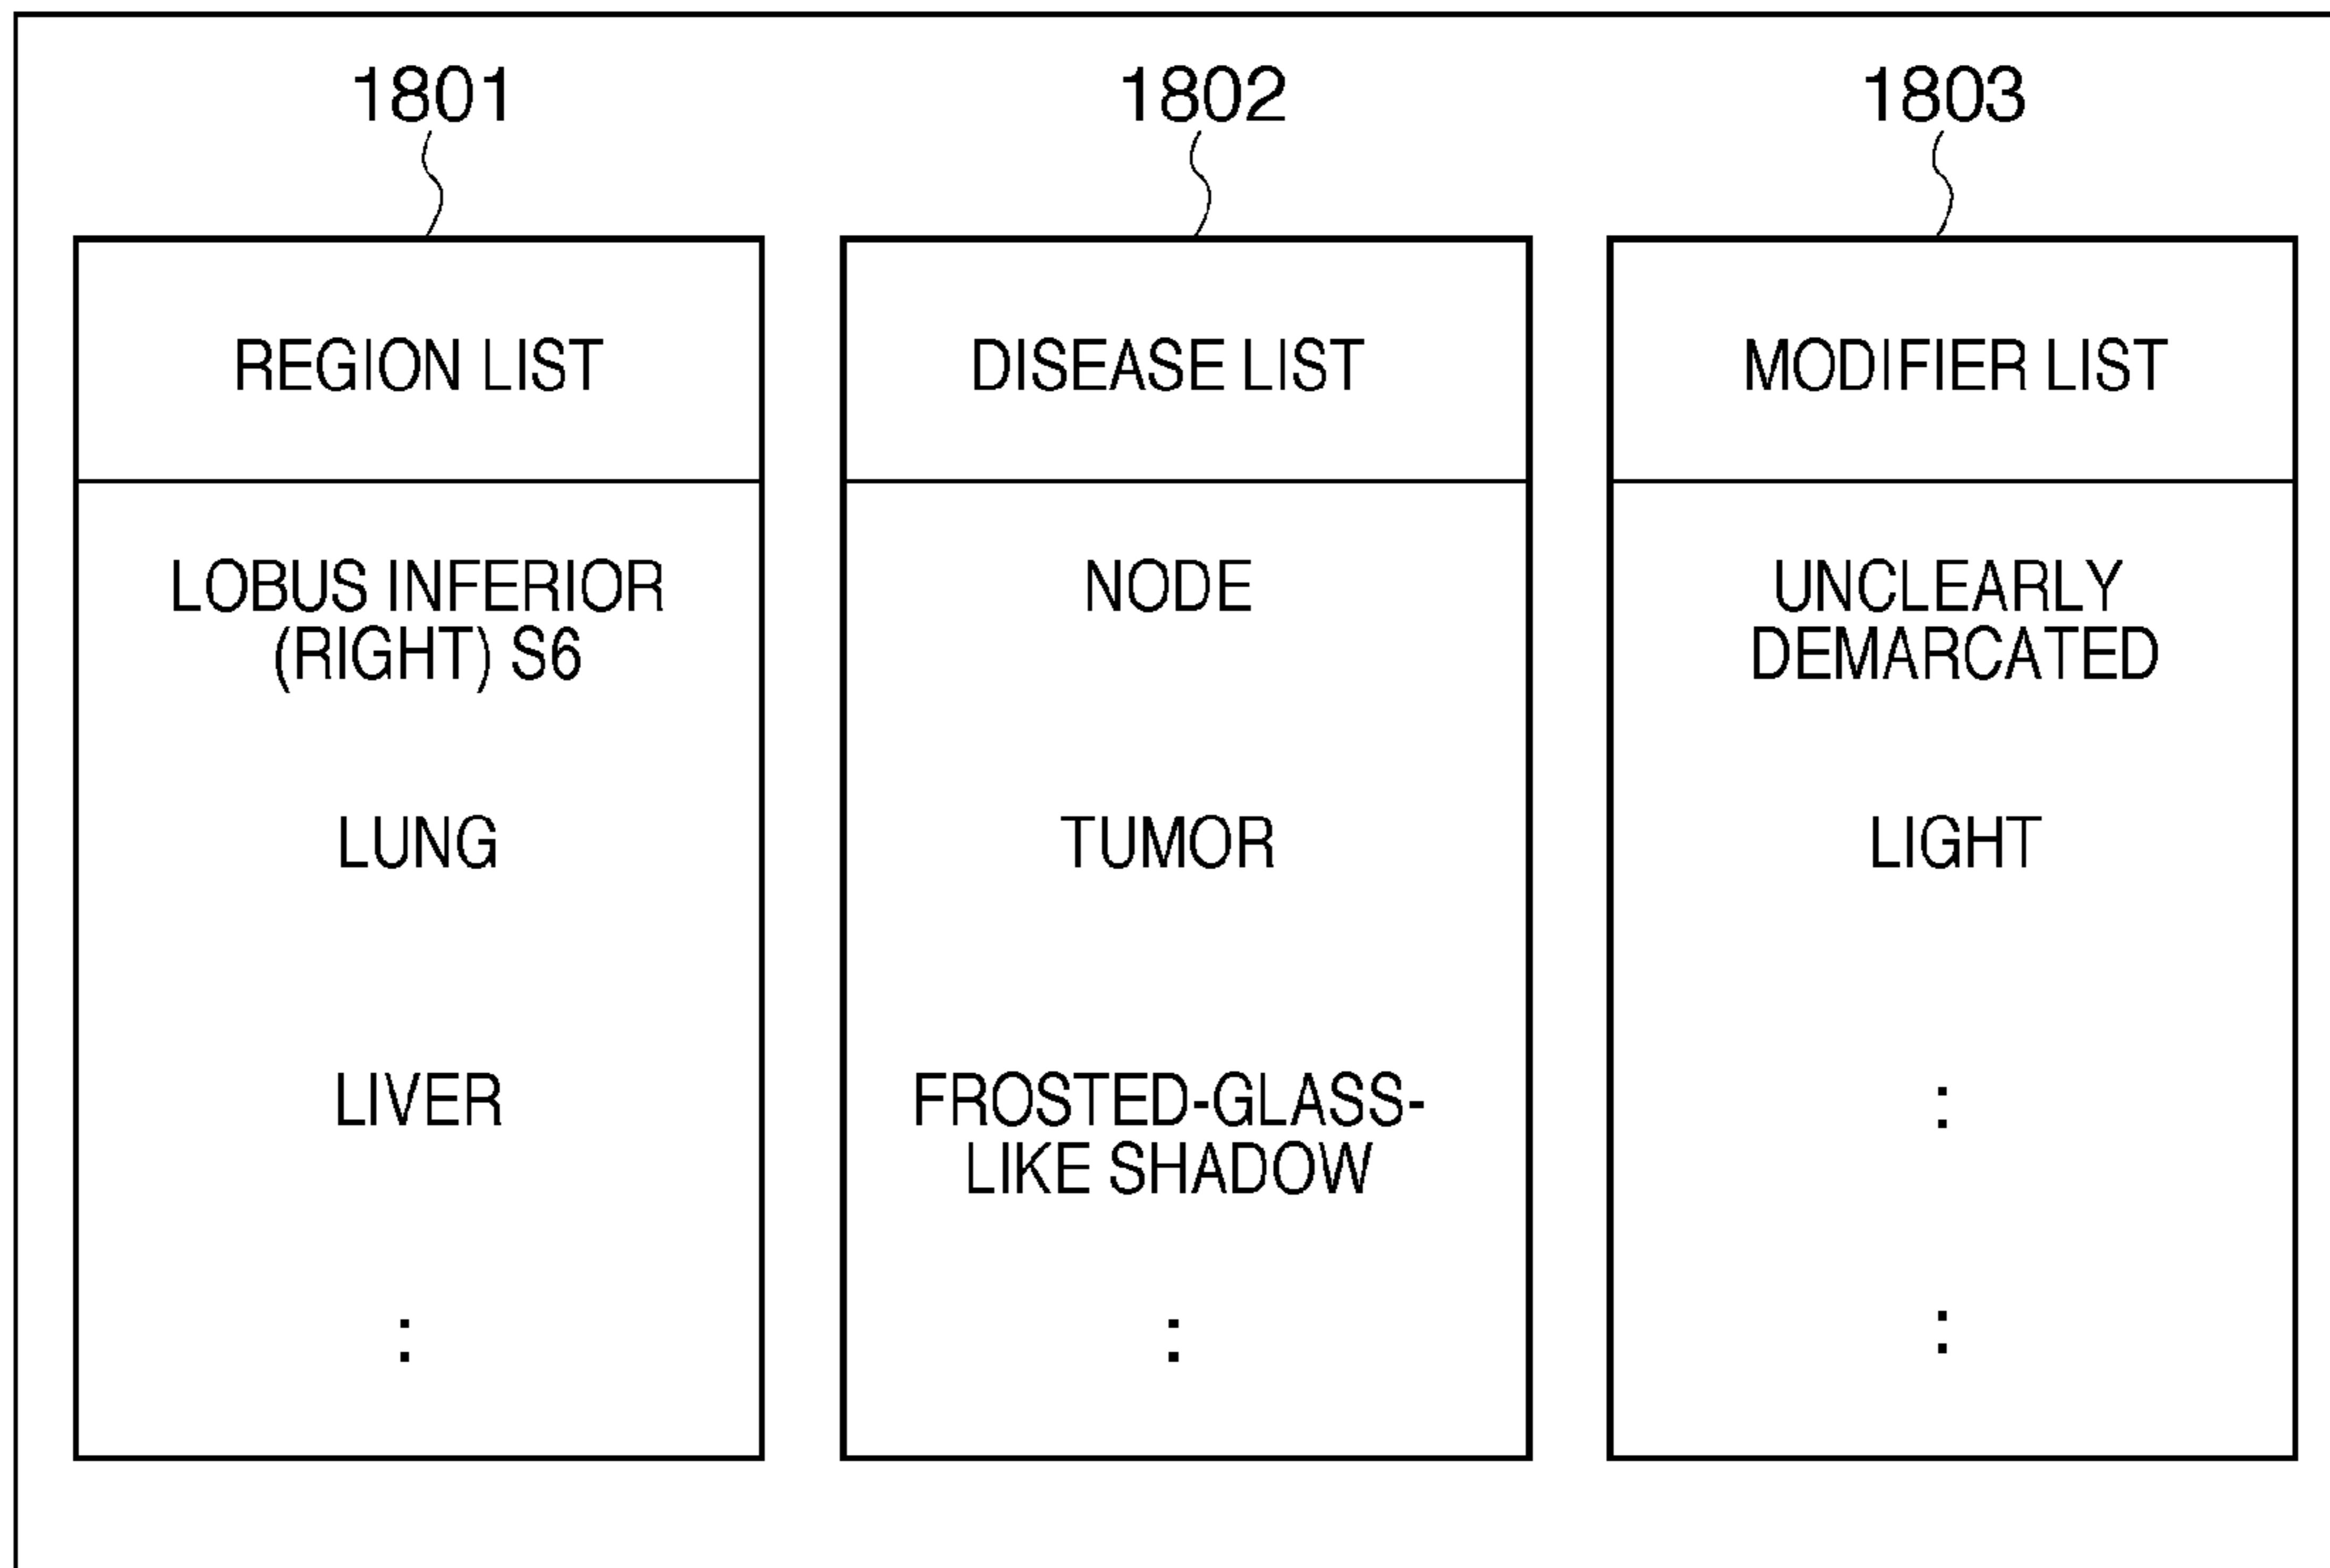 1801
1802
1803
REGION LIST
LOBUS INFERIOR
(RIGHT) S6
LUNG
LIVER
:
DISEASE LIST
NODE
TUMOR
FROSTED-GLASS-
LIKE SHADOW
:
MODIFIER LIST
UNCLEARLY
DEMARCATED
LIGHT
:
: